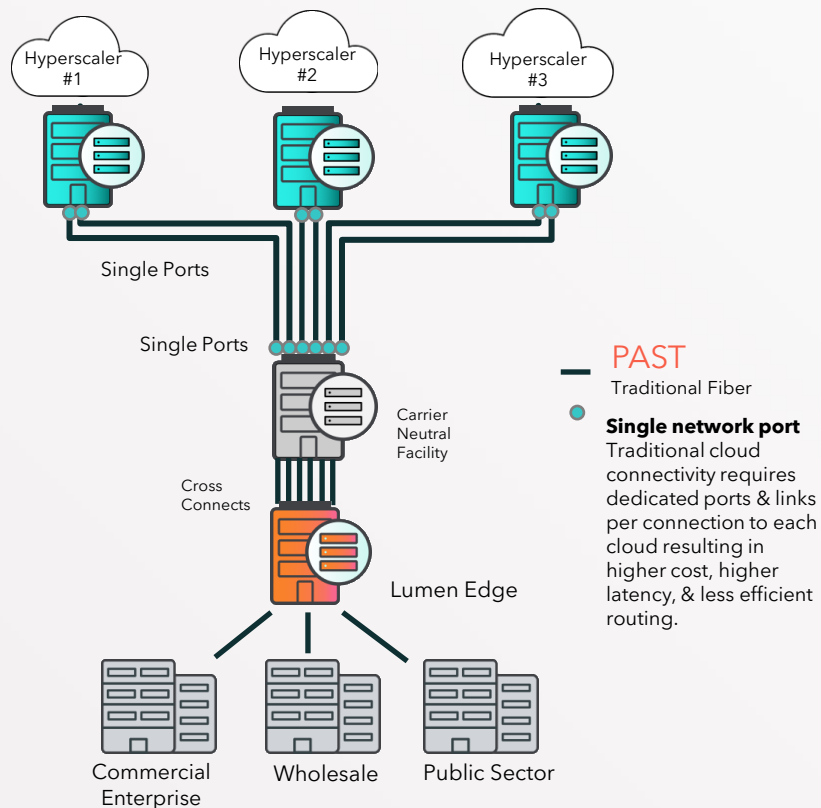 Hyperscaler
#1
Hyperscaler
#2
Hyperscaler
#3
Single Ports
Single Ports
PAST
Traditional Fiber
Single network port
Traditional cloud
connectivity requires
dedicated ports & links
per connection to each
cloud resulting in
higher cost, higher
latency, & less efficient
routing.
Carrier
Neutral
Facility
Cross
Connects
Lumen Edge
Commercial
Enterprise
Wholesale
Public Sector